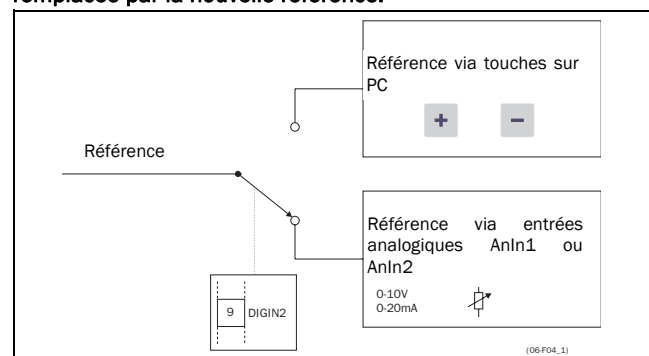 remplacés par la nouvelle référence.
Référence via touches sur
PC
+ −
Référence
Référence via entrées
analogiques AnIn1 ou
AnIn2
0-10V
0-20mA
9 DIGIN2
(06-F04_1)